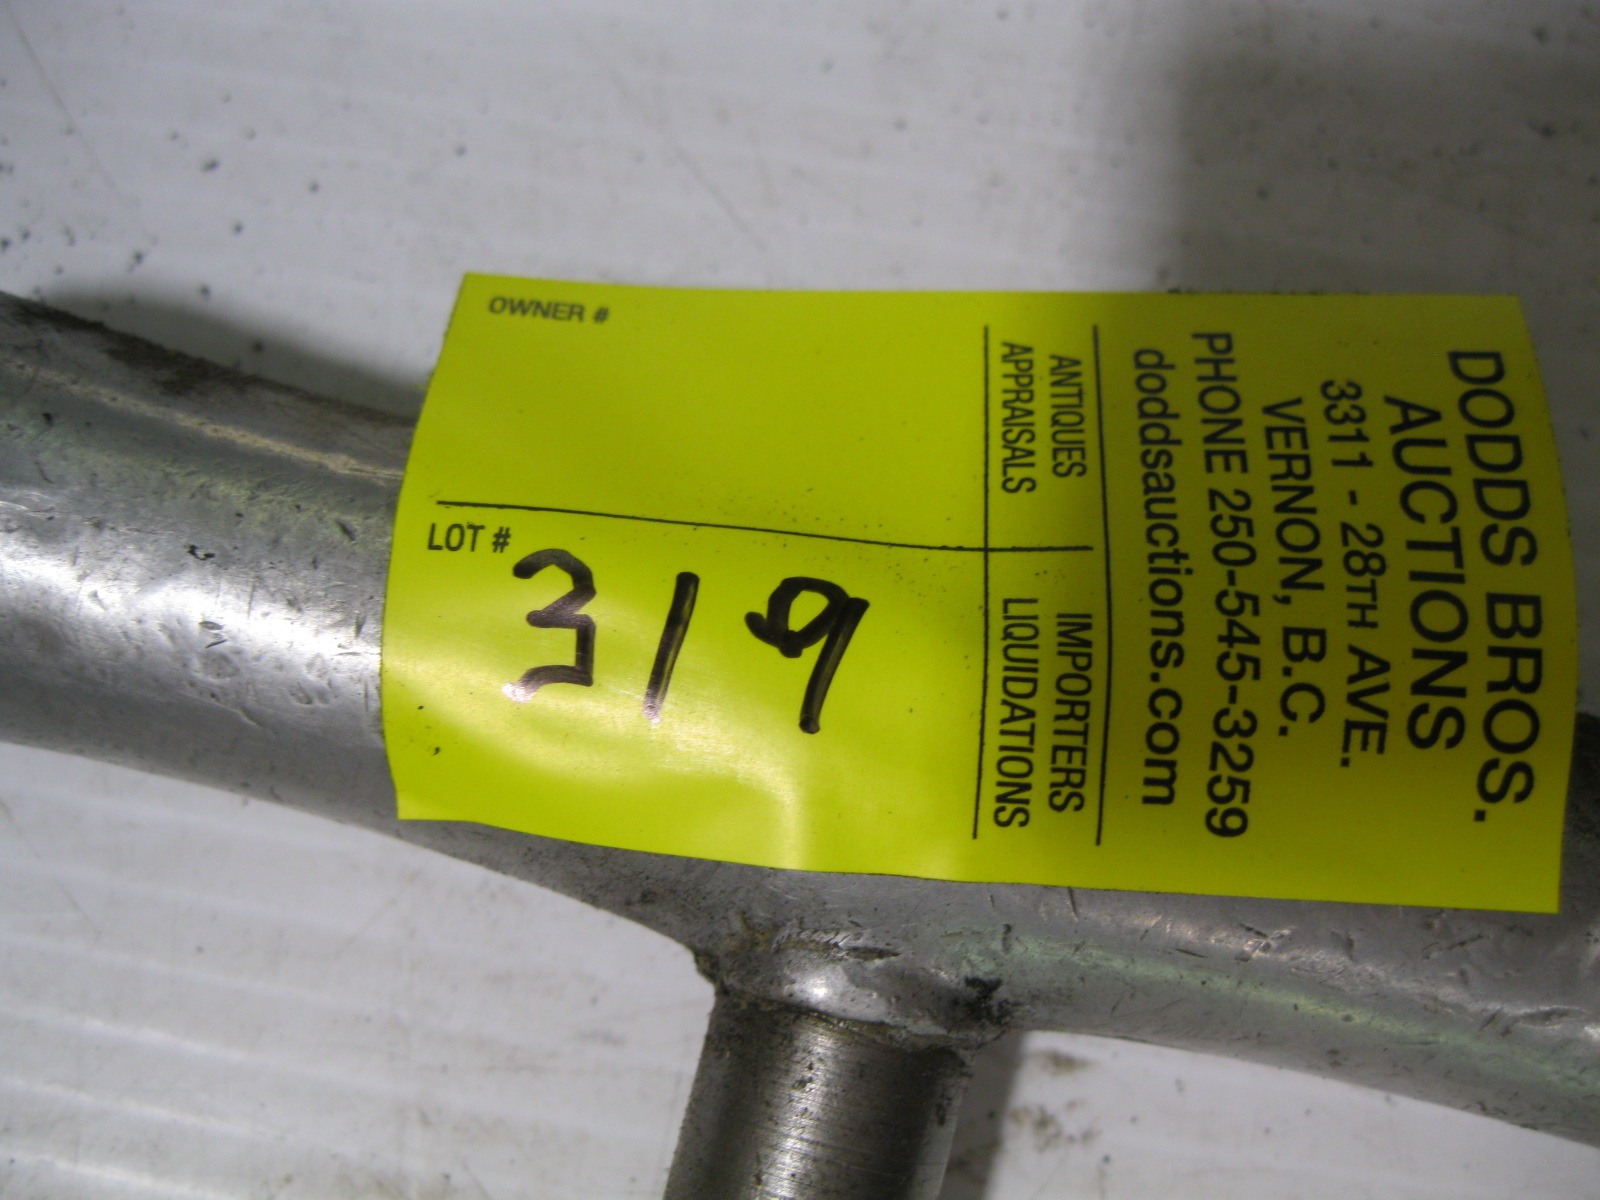 DODDS BROS.
AUCTIONS
3311 - 28TH AVE.
VERNON, B.C.
PHONE 250-545-3259
doddsauctions.com
ANTIQUES
APPRAISALS
IMPORTERS
LIQUIDATIONS
OWNER #
LOT #
319